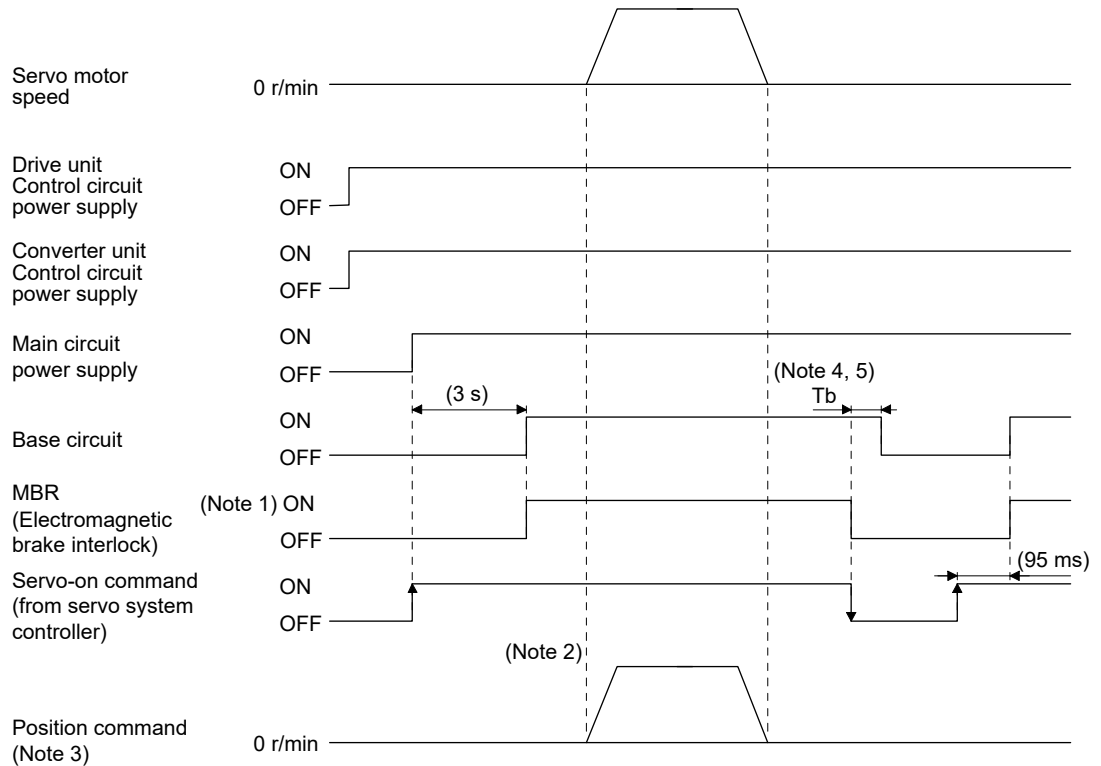 Servo motor
speed
0 r/min
Drive unit
Control circuit
power supply
ON
OFF
Converter unit
Control circuit
power supply
ON
OFF
Main circuit
power supply
ON
OFF
(3 s)
(Note 4, 5)
Tb
Base circuit
ON
OFF
MBR
(Electromagnetic
brake interlock)
(Note 1) ON
OFF
(95 ms)
Servo-on command
(from servo system
controller)
ON
OFF
(Note 2)
Position command
(Note 3)
0 r/min